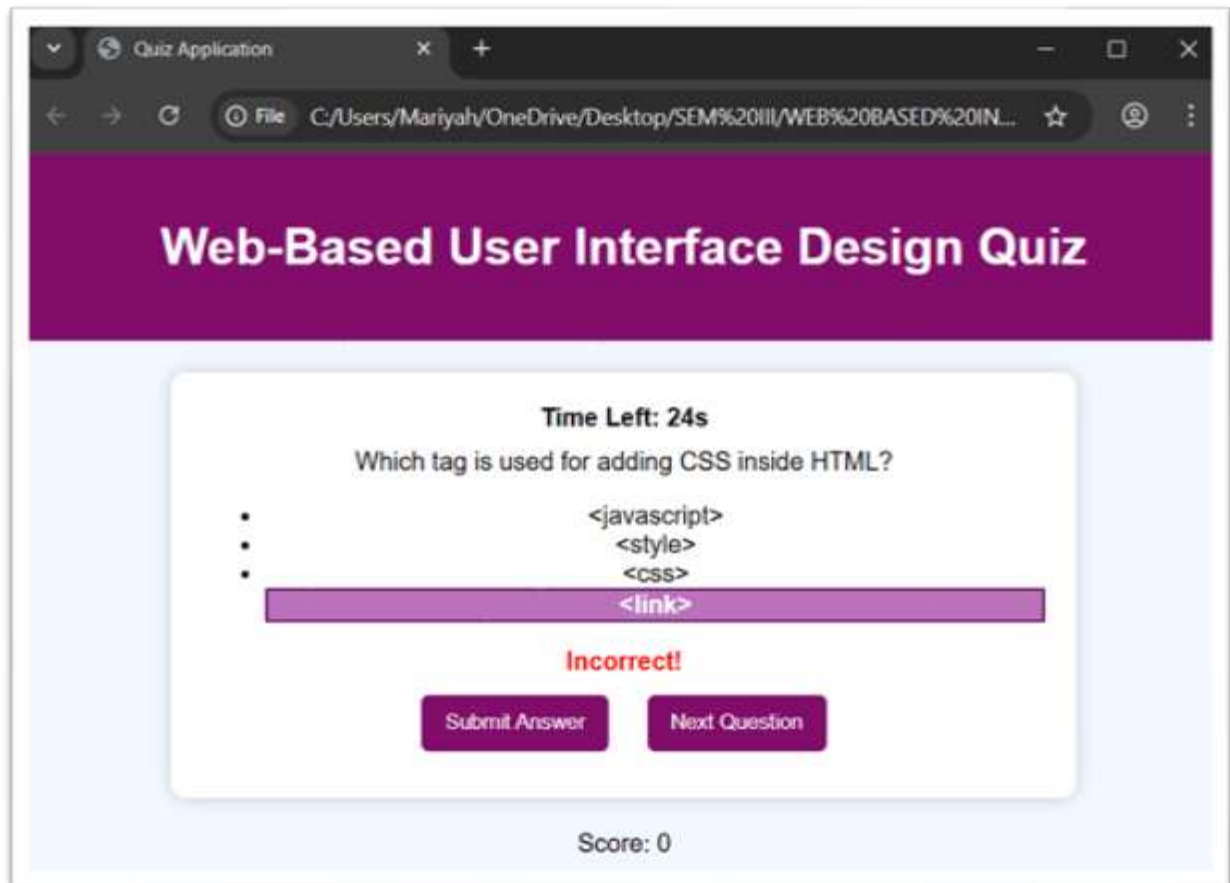 Quiz Application
File C:/Users/Mariyah/OneDrive/Desktop/SEM%20III/WEB%20BASED%20IN...
Web-Based User Interface Design Quiz
Time Left: 24s
Which tag is used for adding CSS inside HTML?
• <javascript>
• <style>
• <css>
<link>
Incorrect!
Submit Answer Next Question
Score: 0